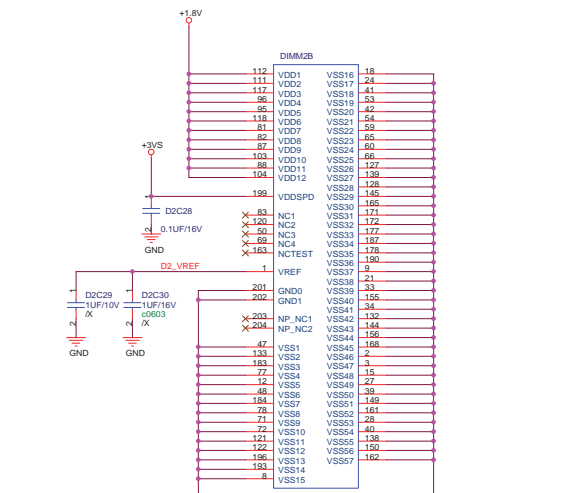 +1.8V
DIMM2B
112 VDD1 VSS16 18
111 VDD2 VSS17 24
117 VDD3 VSS18 41
96 VDD4 VSS19 53
95 VDD5 VSS20 42
118 VDD6 VSS21 54
81 VDD7 VSS22 59
82 VDD8 VSS23 65
87 VDD9 VSS24 60
103 VDD10 VSS25 66
88 VDD11 VSS26 127
104 VDD12 VSS27 139
VSS28 128
+3VS
199 VDDSPD VSS29 145
VSS30 165
83 NC1 VSS31 171
120 NC2 VSS32 172
50 NC3 VSS33 177
69 NC4 VSS34 187
163 NCTEST VSS35 178
VSS36 190
1 D2C28
2 0.1UF/16V
GND
D2_VREF 1 VREF VSS37 9
VSS38 21
201 GND0 VSS39 33
202 GND1 VSS40 155
VSS41 34
203 NP_NC1 VSS42 132
204 NP_NC2 VSS43 144
VSS44 156
1 D2C29
1UF/10V
/X
2
GND
1 D2C30
1UF/16V
c0603
/X
2
GND
47 VSS1 VSS45 168
133 VSS2 VSS46 2
183 VSS3 VSS47 3
77 VSS4 VSS48 15
12 VSS5 VSS49 27
48 VSS6 VSS50 39
184 VSS7 VSS51 149
78 VSS8 VSS52 161
71 VSS9 VSS53 28
72 VSS10 VSS54 40
121 VSS11 VSS55 138
122 VSS12 VSS56 150
196 VSS13 VSS57 162
193 VSS14
8 VSS15